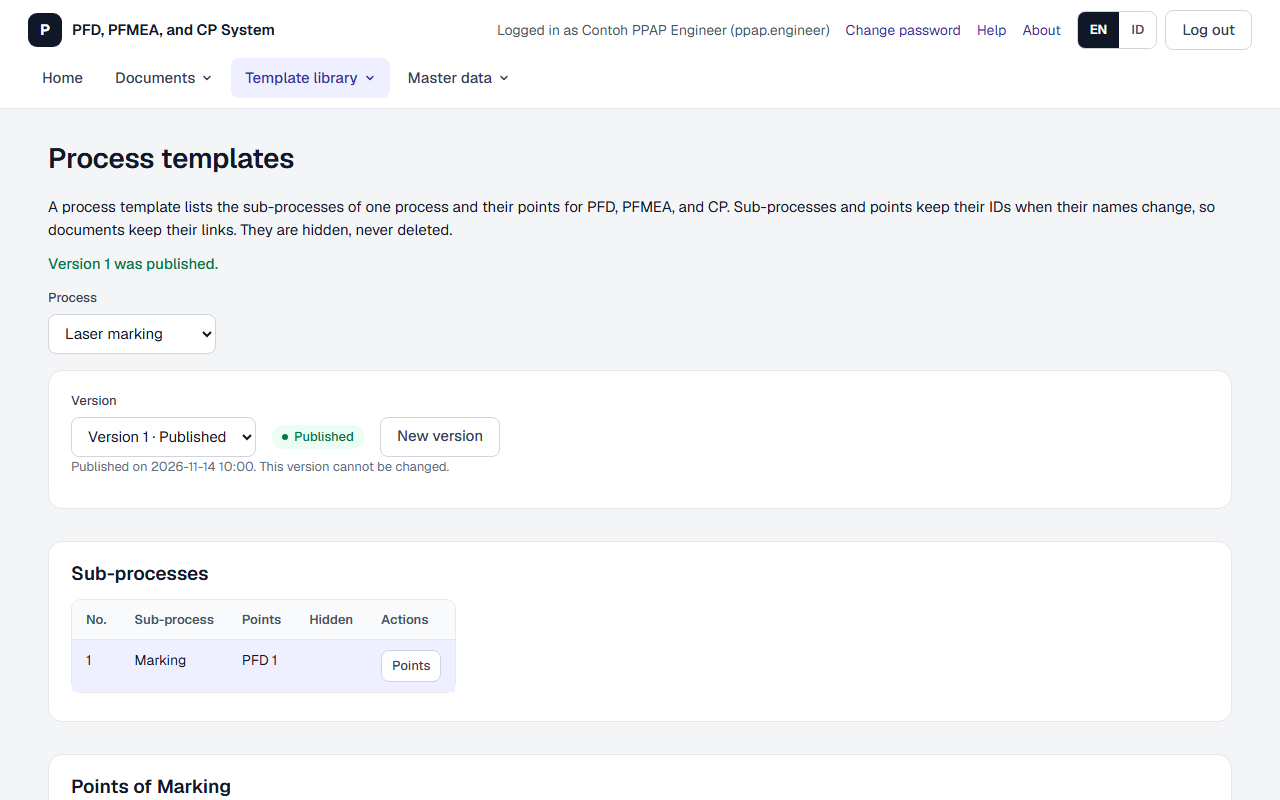 P PFD, PFMEA, and CP System
Logged in as Contoh PPAP Engineer (ppap.engineer) Change password Help About EN ID Log out
Home Documents Template library Master data
Process templates
A process template lists the sub-processes of one process and their points for PFD, PFMEA, and CP. Sub-processes and points keep their IDs when their names change, so
documents keep their links. They are hidden, never deleted.
Version 1 was published.
Process
Laser marking
Version
Version 1 · Published Published New version
Published on 2026-11-14 10:00. This version cannot be changed.
Sub-processes
No. Sub-process Points Hidden Actions
1 Marking PFD 1 Points
Points of Marking